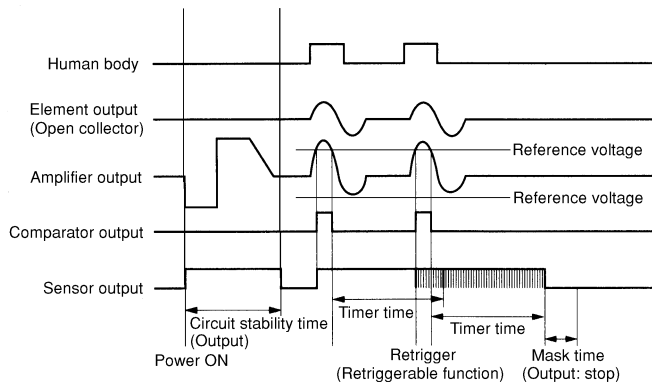 Human body
Element output
(Open collector)
Reference voltage
Amplifier output
Reference voltage
Comparator output
Sensor output
Timer time
Circuit stability time
(Output)
Timer time
Power ON
Retrigger
(Retriggerable function)
Mask time
(Output: stop)